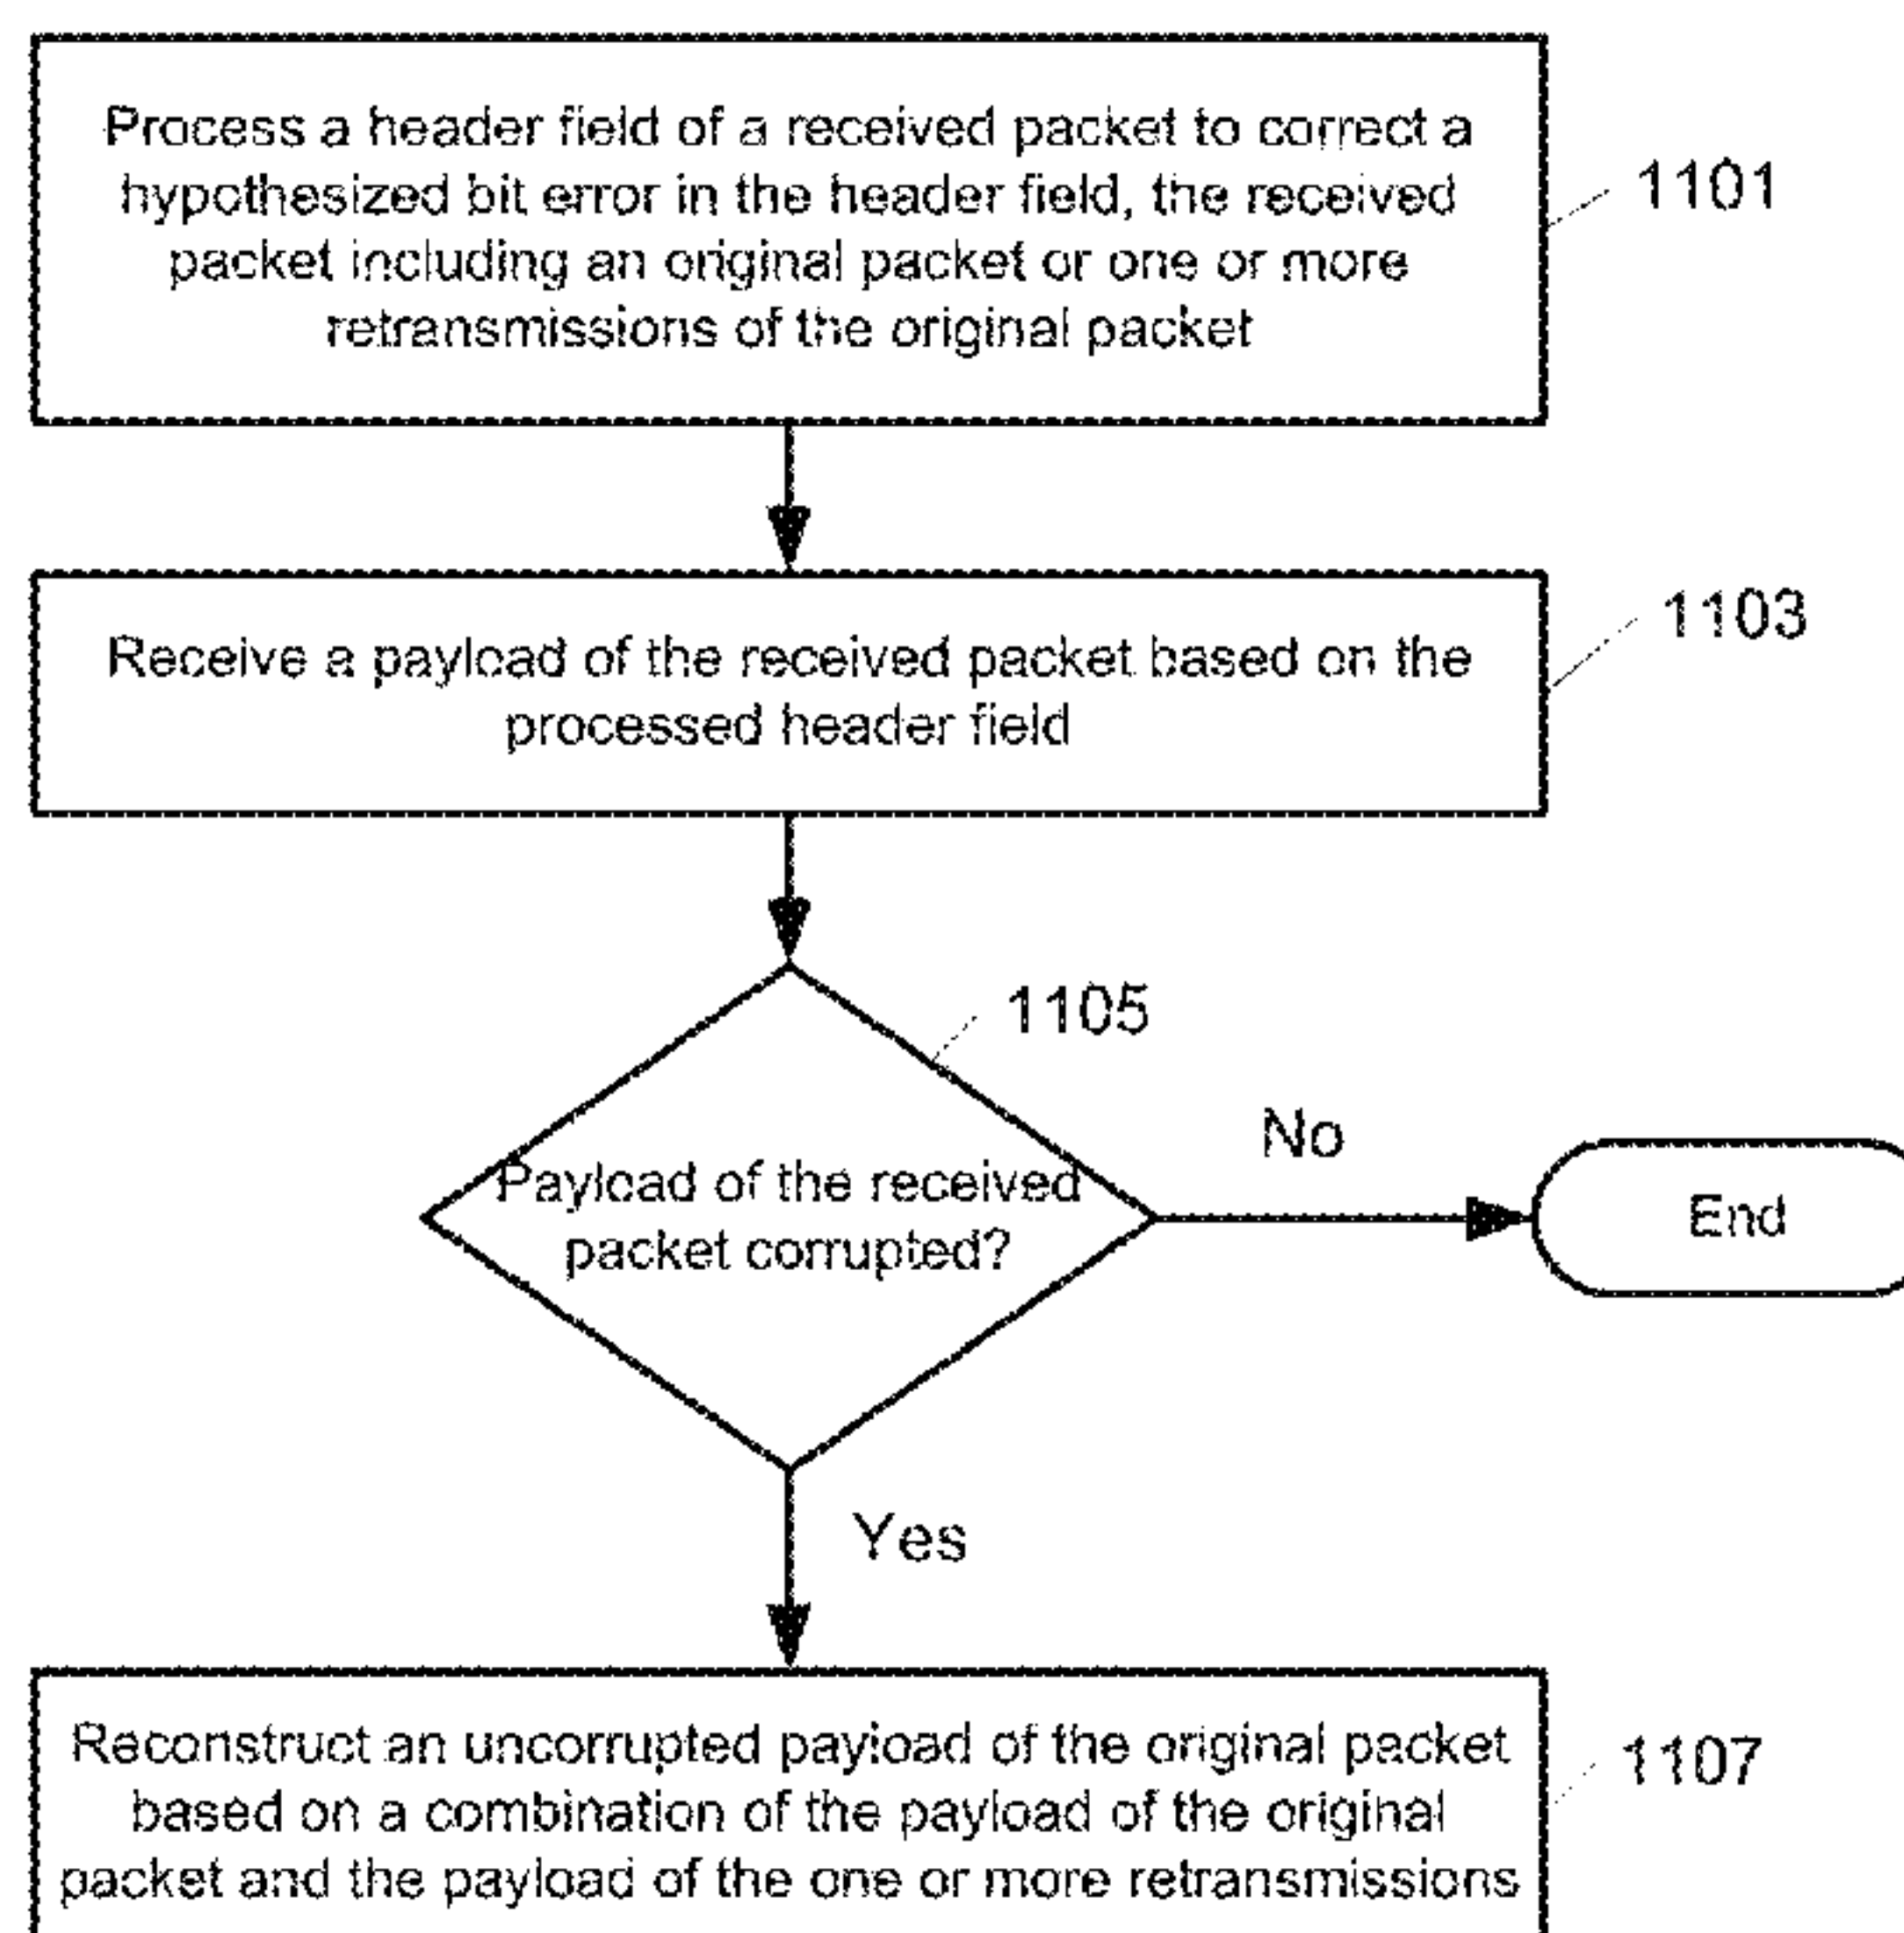 Process a header field of a received packet to correct a
hypothesized bit error in the header field, the received
packet including an original packet or one or more
retransmissions of the original packet
1101
Receive a payload of the received packet based on the
processed header field
1103
1105
Payload of the received
packet corrupted?
No
End
Yes
Reconstruct an uncorrupted payload of the original packet
based on a combination of the payload of the original
packet and the payload of the one or more retransmissions
1107